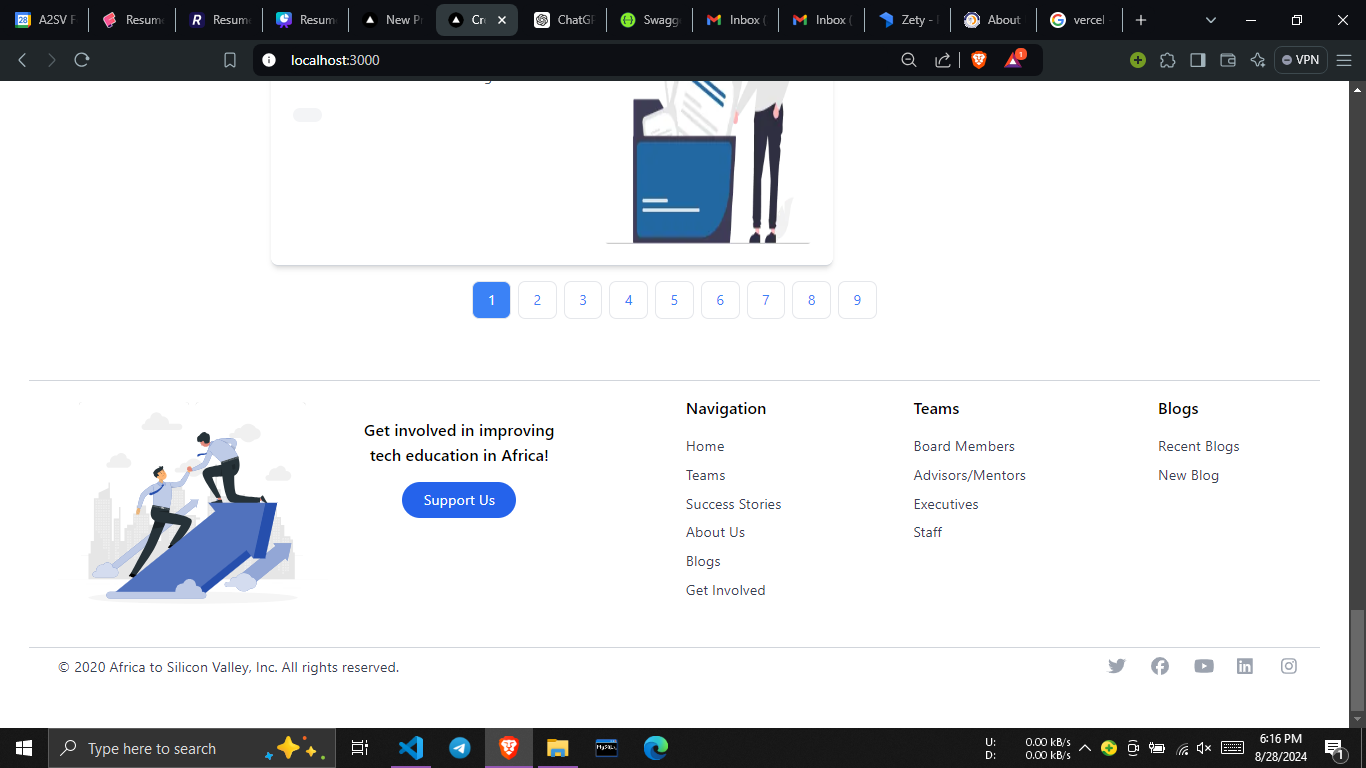 A2SV F
Resum
Resum
Resum
New Pr
Cr
ChatGP
Swagg
Inbox (
Inbox (
Zety -
About
vercel
localhost:3000
1
VPN
1 2 3 4 5 6 7 8 9
Get involved in improving
tech education in Africa!
Support Us
Navigation
Home
Teams
Success Stories
About Us
Blogs
Get Involved
Teams
Board Members
Advisors/Mentors
Executives
Staff
Blogs
Recent Blogs
New Blog
© 2020 Africa to Silicon Valley, Inc. All rights reserved.
Type here to search
U: 0.00 kB/s
D: 0.00 kB/s
6:16 PM
8/28/2024
1